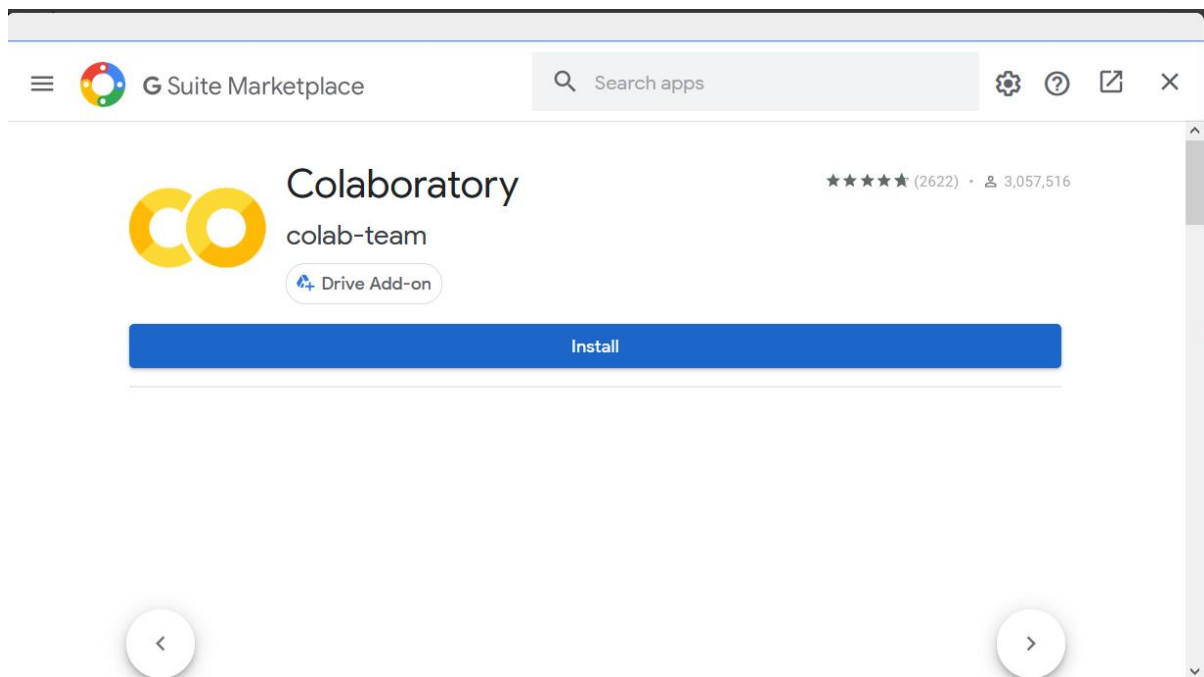 G Suite Marketplace
Search apps
Colaboratory
(2622) • 3,057,516
colab-team
Drive Add-on
Install